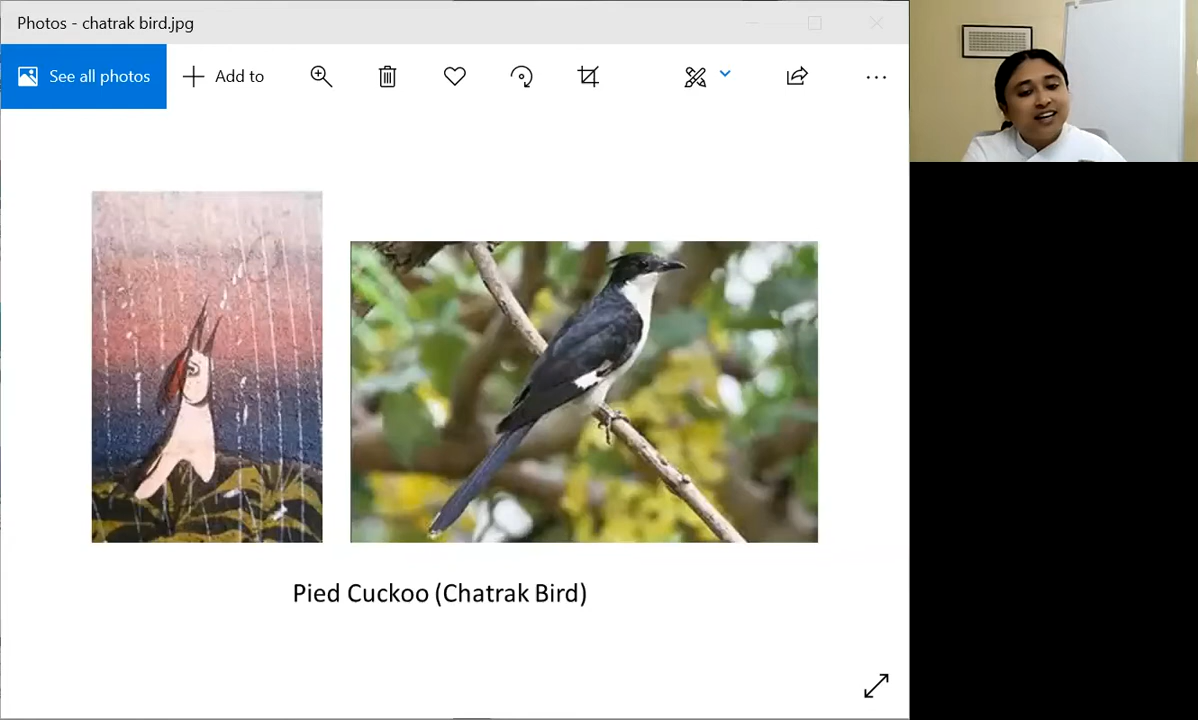 Photos - chatrak bird.jpg
See all photos
Add to
Pied Cuckoo (Chatrak Bird)